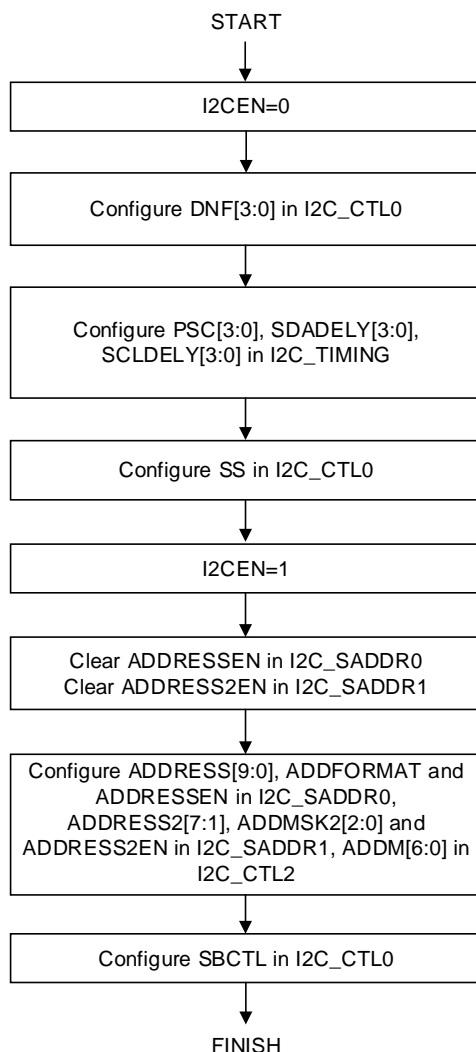 START
I2CEN=0
Configure DNF[3:0] in I2C_CTL0
Configure PSC[3:0], SDADELY[3:0],
SCLDELY[3:0] in I2C_TIMING
Configure SS in I2C_CTL0
I2CEN=1
Clear ADDRESSEN in I2C_SADDR0
Clear ADDRESS2EN in I2C_SADDR1
Configure ADDRESS[9:0], ADDFORMAT and
ADDRESSEN in I2C_SADDR0,
ADDRESS2[7:1], ADDMSK2[2:0] and
ADDRESS2EN in I2C_SADDR1, ADDM[6:0] in
I2C_CTL2
Configure SBCTL in I2C_CTL0
FINISH